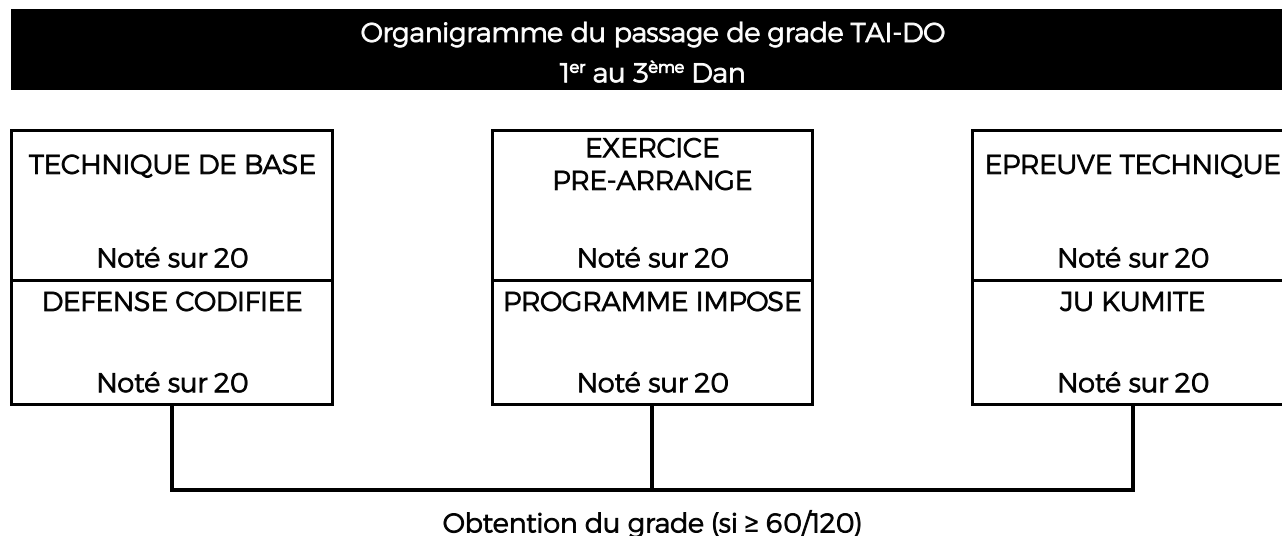 Organigramme du passage de grade TAI-DO
1er au 3ème Dan
TECHNIQUE DE BASE
Noté sur 20
DEFENSE CODIFIEE
Noté sur 20
EXERCICE
PRE-ARRANGE
Noté sur 20
PROGRAMME IMPOSE
Noté sur 20
EPREUVE TECHNIQUE
Noté sur 20
JU KUMITE
Noté sur 20
Obtention du grade (si ≥ 60/120)